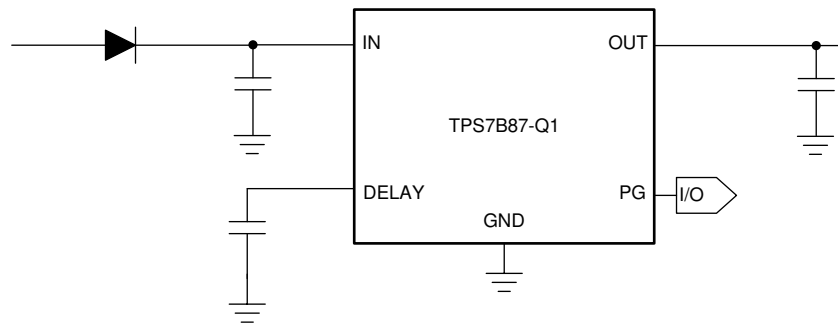 IN
OUT
TPS7B87-Q1
DELAY
PG
I/O
GND